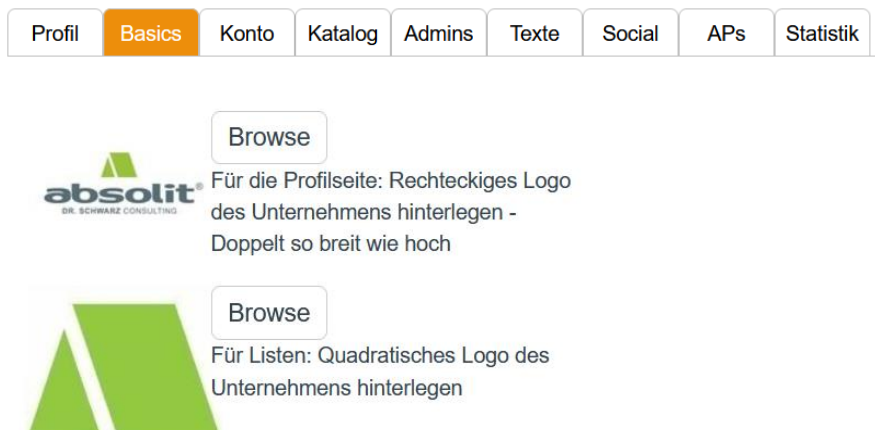 Profil Basics Konto Katalog Admins Texte Social APs Statistik
Browse
absolit®
DR. SCHWARZ CONSULTING
Für die Profilseite: Rechteckiges Logo
des Unternehmens hinterlegen -
Doppelt so breit wie hoch
Browse
Für Listen: Quadratisches Logo des
Unternehmens hinterlegen